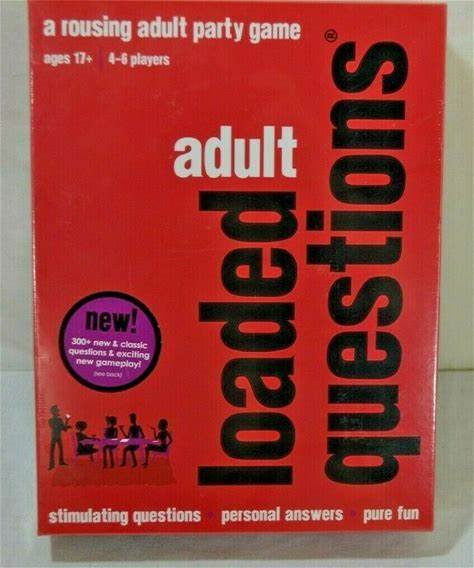 a rousing adult party game
ages 17+ | 4-6 players
adult
loaded
questions®
new!
300+ new & classic
questions & exciting
new gameplay!
(see back)
stimulating questions • personal answers • pure fun